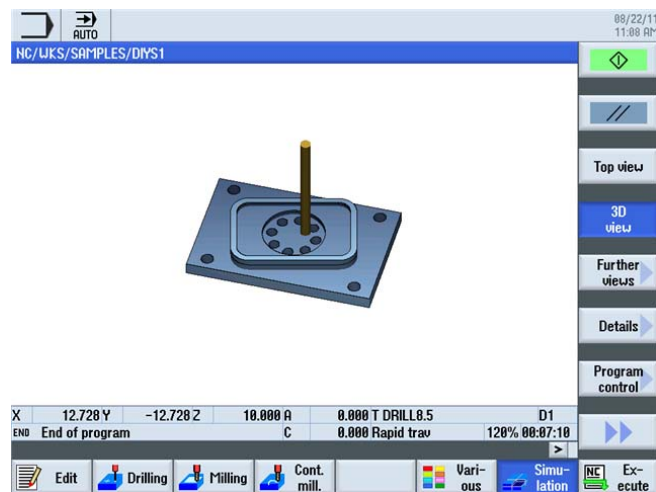 AUTO
08/22/11
11:08 AM
NC/WKS/SAMPLES/DIYS1
Top view
3D
view
Further
views
Details
Program
control
X 12.728 Y -12.728 Z 10.000 A 0.000 T DRILL8.5 D1
END End of program C 0.000 Rapid trav 120% 00:07:10
>
Edit
Drilling
Milling
Cont.
mill.
Vari-
ous
Simu-
lation
NC
Ex-
ecute